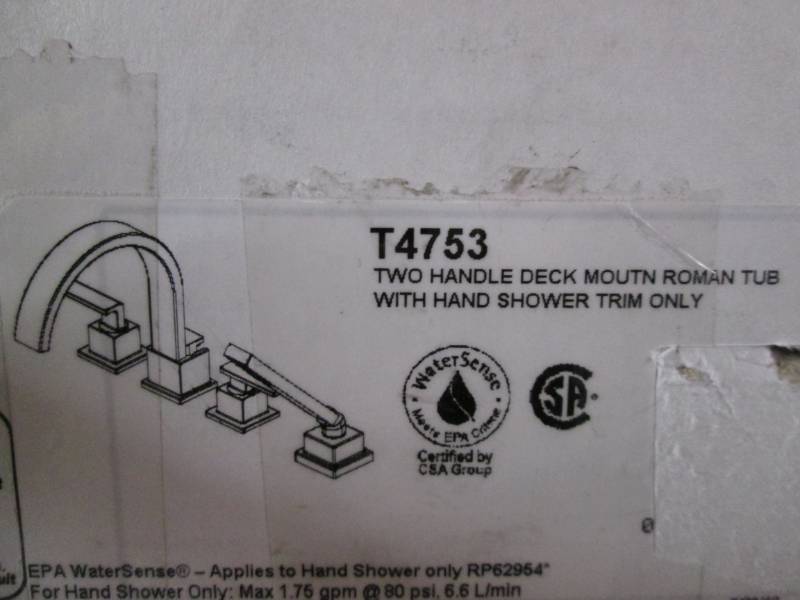 T4753
TWO HANDLE DECK MOUTN ROMAN TUB
WITH HAND SHOWER TRIM ONLY
WaterSense
Meets EPA Criteria
Certified by
CSA Group
CSA
EPA WaterSense® – Applies to Hand Shower only RP62954"
For Hand Shower Only: Max 1.75 gpm @ 80 psi, 6.6 L/min